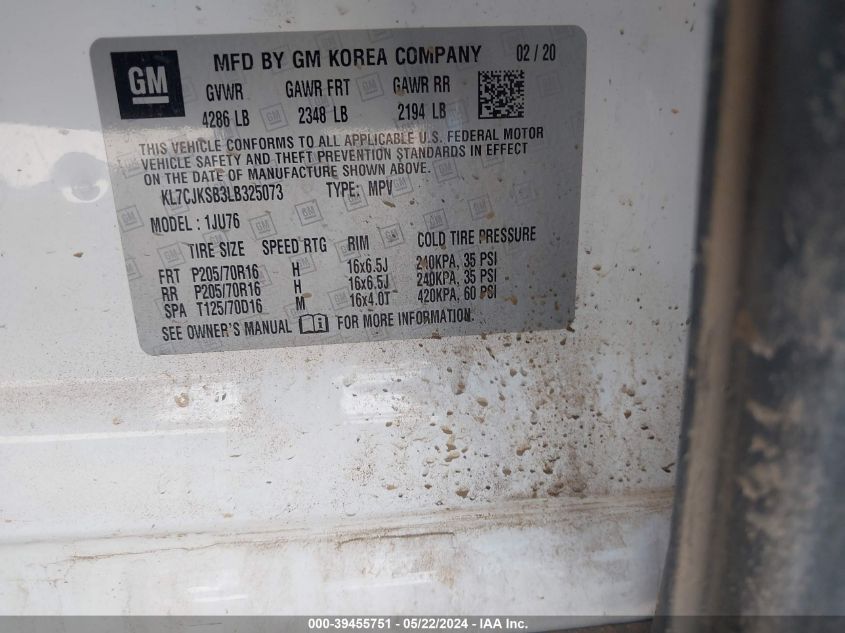 GM
MFD BY GM KOREA COMPANY 02 / 20
GVWR GAWR FRT GAWR RR
4286 LB 2348 LB 2194 LB
THIS VEHICLE CONFORMS TO ALL APPLICABLE U.S. FEDERAL MOTOR
VEHICLE SAFETY AND THEFT PREVENTION STANDARDS IN EFFECT
ON THE DATE OF MANUFACTURE SHOWN ABOVE.
KL7CJKSB3LB325073 TYPE: MPV
MODEL : 1JU76
TIRE SIZE SPEED RTG RIM COLD TIRE PRESSURE
FRT P205/70R16 H 16x6.5J 240KPA, 35 PSI
RR P205/70R16 H 16x6.5J 240KPA, 35 PSI
SPA T125/70D16 M 16x4.0T 420KPA, 60 PSI
SEE OWNER'S MANUAL FOR MORE INFORMATION.
000-39455751 - 05/22/2024 - IAA Inc.